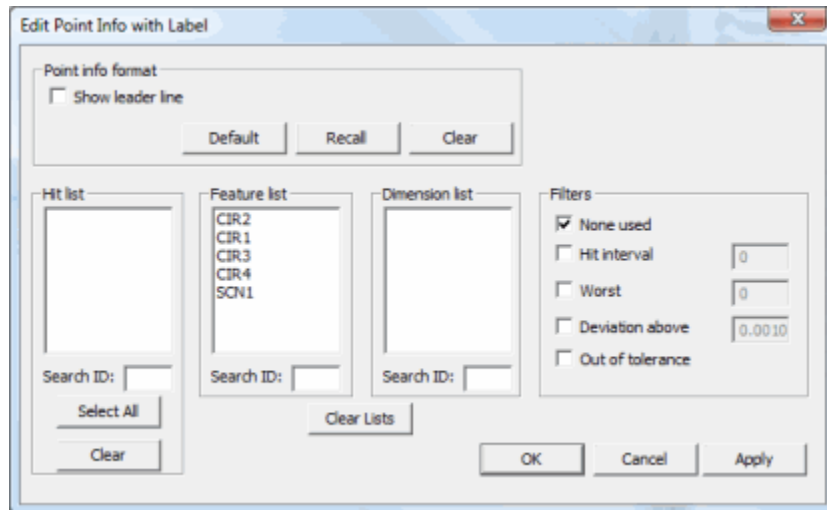 Edit Point Info with Label
Point info format
Show leader line
Default Recall Clear
Hit list
Search ID:
Select All
Clear
Feature list
CIR2
CIR1
CIR3
CIR4
SCN1
Search ID:
Dimension list
Search ID:
Clear Lists
Filters
None used
Hit interval 0
Worst 0
Deviation above 0.0010
Out of tolerance
OK Cancel Apply